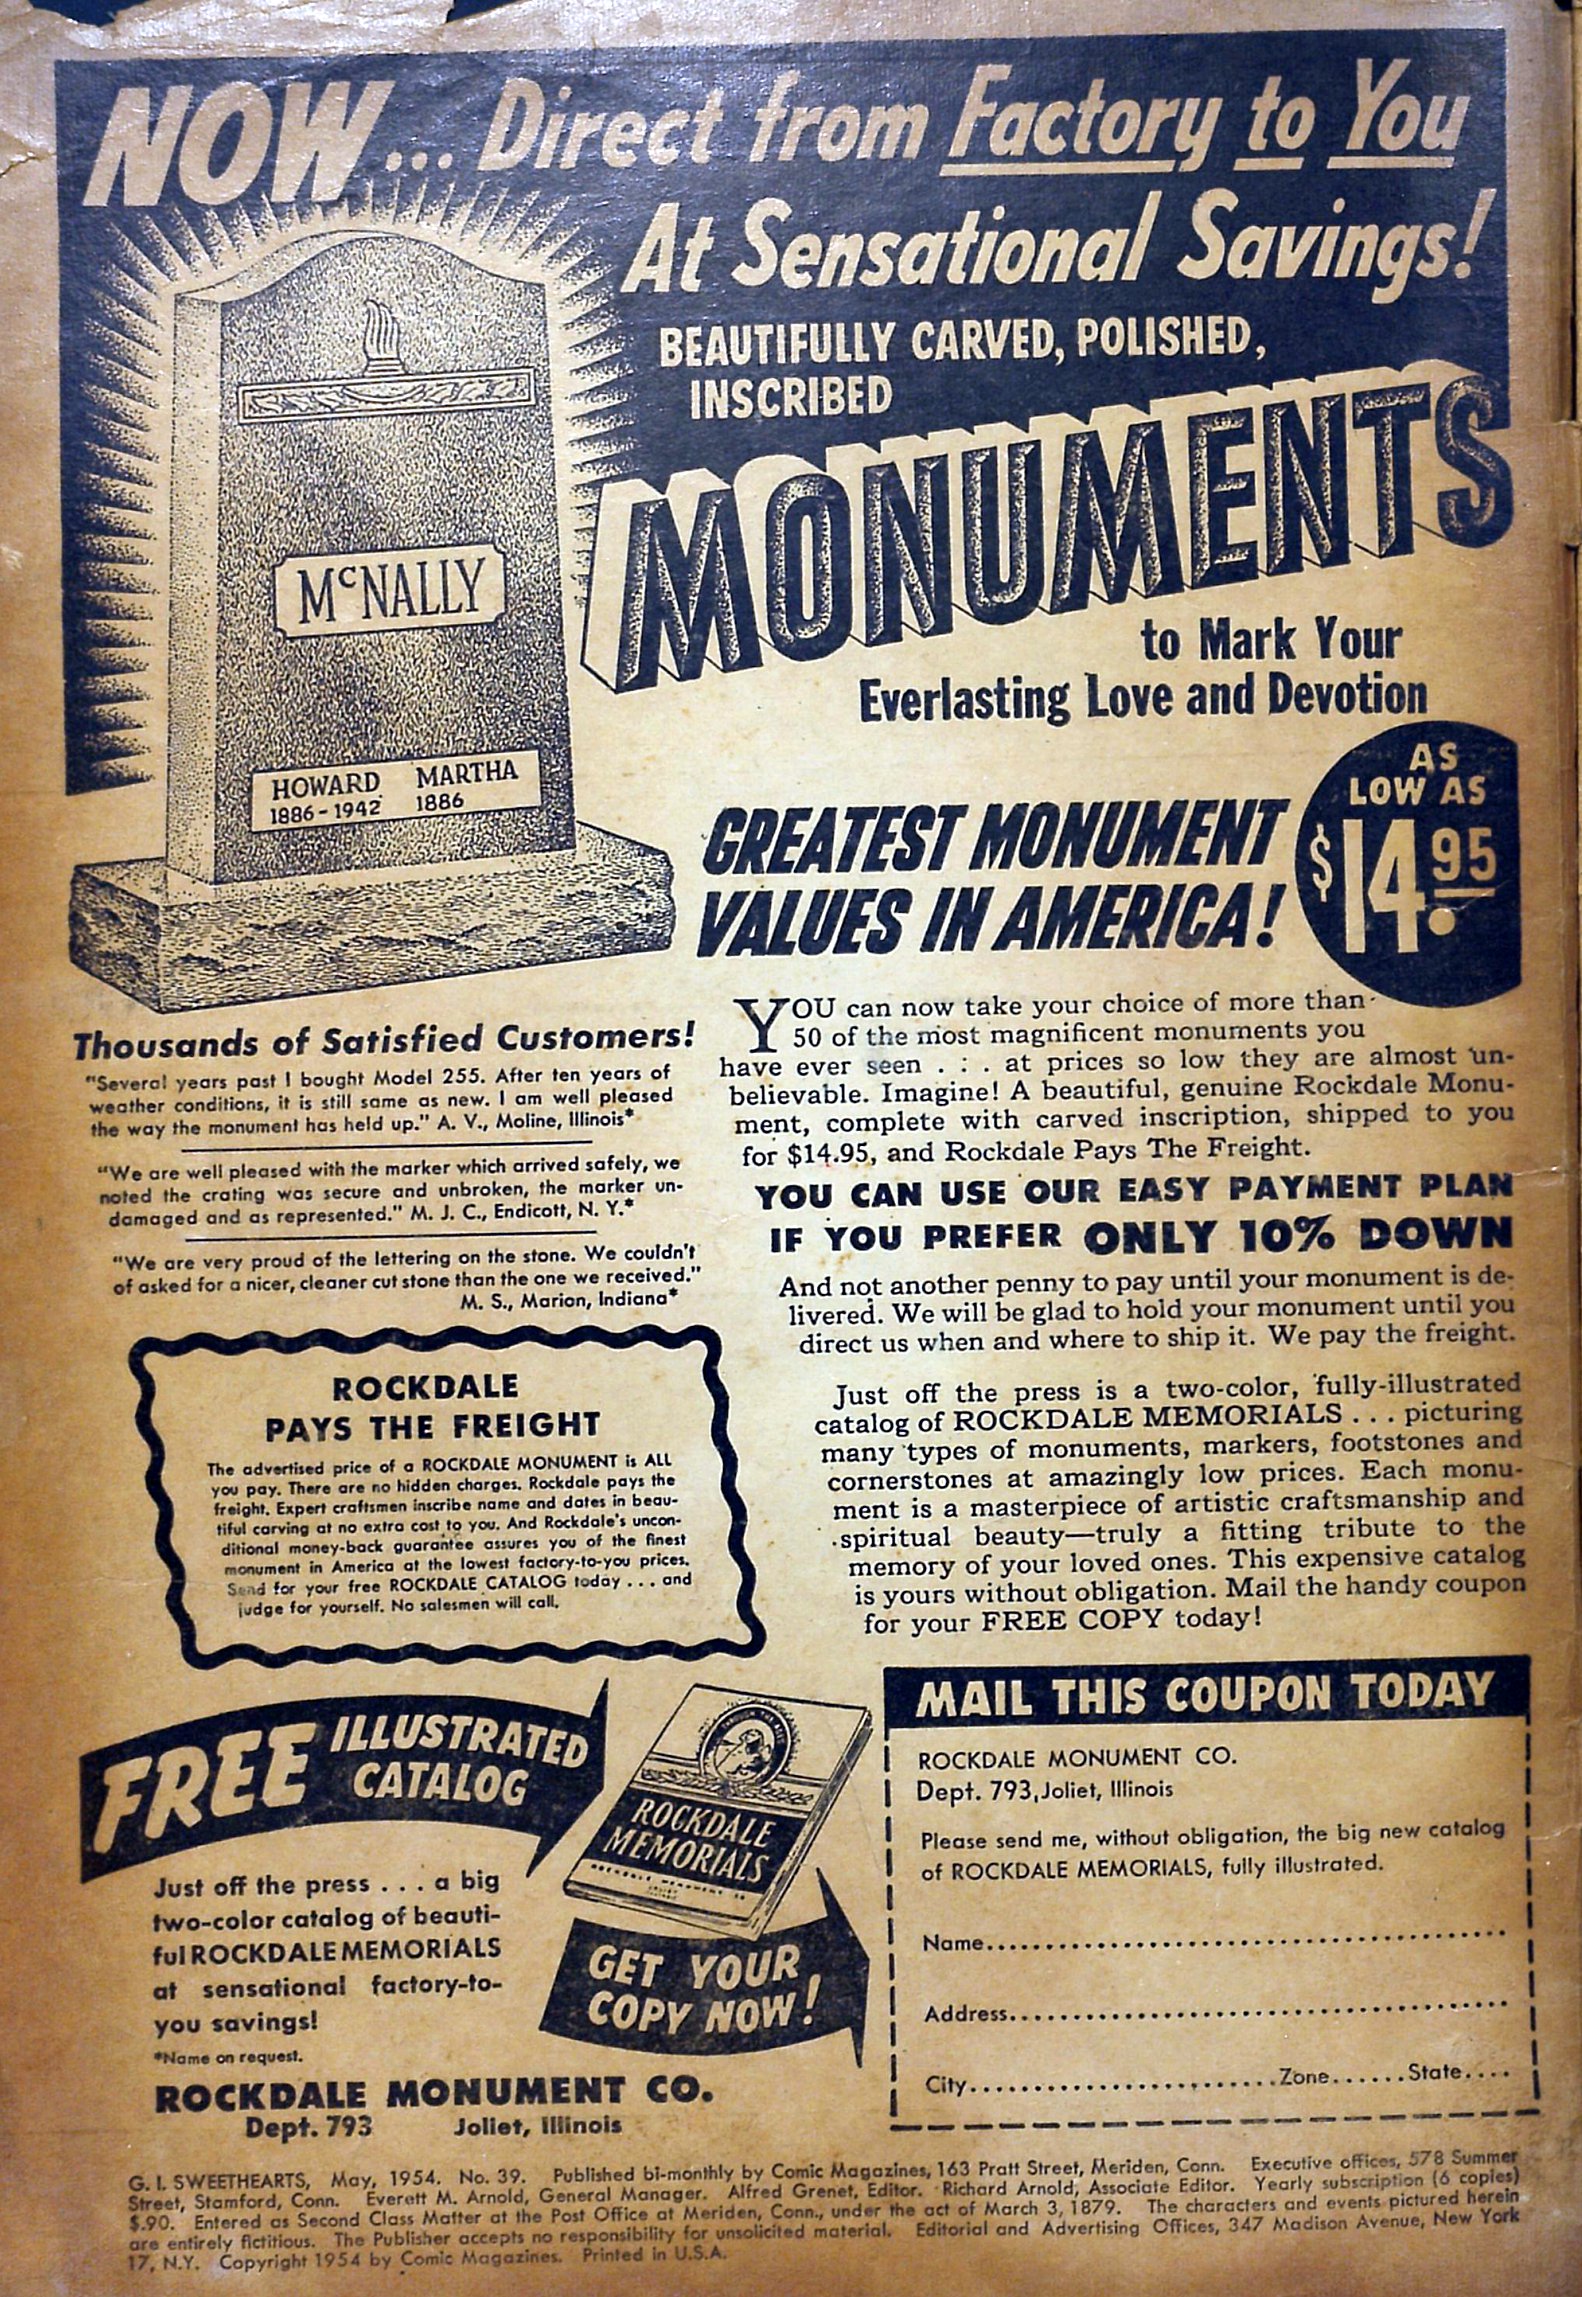 NOW... Direct from Factory to You
At Sensational Savings!
BEAUTIFULLY CARVED, POLISHED,
INSCRIBED
MONUMENTS
to Mark Your
Everlasting Love and Devotion
McNALLY
HOWARD MARTHA
1886-1942 1886
GREATEST MONUMENT
VALUES IN AMERICA!
AS
LOW AS
$14.95
Thousands of Satisfied Customers!
"Several years past I bought Model 255. After ten years of
weather conditions, it is still same as new. I am well pleased
the way the monument has held up." A. V., Moline, Illinois*
"We are well pleased with the marker which arrived safely, we
noted the crating was secure and unbroken, the marker un-
damaged and as represented." M. J. C., Endicott, N. Y.*
"We are very proud of the lettering on the stone. We couldn't
of asked for a nicer, cleaner cut stone than the one we received."
M. S., Marion, Indiana*
YOU can now take your choice of more than
50 of the most magnificent monuments you
have ever seen . . . at prices so low they are almost un-
believable. Imagine! A beautiful, genuine Rockdale Monu-
ment, complete with carved inscription, shipped to you
for $14.95, and Rockdale Pays The Freight.
YOU CAN USE OUR EASY PAYMENT PLAN
IF YOU PREFER ONLY 10% DOWN
And not another penny to pay until your monument is de-
livered. We will be glad to hold your monument until you
direct us when and where to ship it. We pay the freight.
Just off the press is a two-color, fully-illustrated
catalog of ROCKDALE MEMORIALS . . . picturing
many types of monuments, markers, footstones and
cornerstones at amazingly low prices. Each monu-
ment is a masterpiece of artistic craftsmanship and
spiritual beauty—truly a fitting tribute to the
memory of your loved ones. This expensive catalog
is yours without obligation. Mail the handy coupon
for your FREE COPY today!
ROCKDALE
PAYS THE FREIGHT
The advertised price of a ROCKDALE MONUMENT is ALL
you pay. There are no hidden charges. Rockdale pays the
freight. Expert craftsmen inscribe name and dates in beau-
tiful carving at no extra cost to you. And Rockdale's uncon-
ditional money-back guarantee assures you of the finest
monument in America at the lowest factory-to-you prices.
Send for your free ROCKDALE CATALOG today . . . and
judge for yourself. No salesmen will call.
FREE ILLUSTRATED
CATALOG
ROCKDALE
MEMORIALS
GET YOUR
COPY NOW!
Just off the press . . . a big
two-color catalog of beauti-
ful ROCKDALE MEMORIALS
at sensational factory-to-
you savings!
*Name on request.
ROCKDALE MONUMENT CO.
Dept. 793 Joliet, Illinois
MAIL THIS COUPON TODAY
ROCKDALE MONUMENT CO.
Dept. 793, Joliet, Illinois
Please send me, without obligation, the big new catalog
of ROCKDALE MEMORIALS, fully illustrated.
Name............................................
Address..........................................
City..........................Zone......State....
G. I. SWEETHEARTS, May, 1954. No. 39. Published bi-monthly by Comic Magazines, 163 Pratt Street, Meriden, Conn. Executive offices, 578 Summer
Street, Stamford, Conn. Everett M. Arnold, General Manager. Alfred Grenet, Editor. Richard Arnold, Associate Editor. Yearly subscription (6 copies)
$.90. Entered as Second Class Matter at the Post Office at Meriden, Conn., under the act of March 3, 1879. The characters and events pictured herein
are entirely fictitious. The Publisher accepts no responsibility for unsolicited material. Editorial and Advertising Offices, 347 Madison Avenue, New York
17, N.Y. Copyright 1954 by Comic Magazines. Printed in U.S.A.